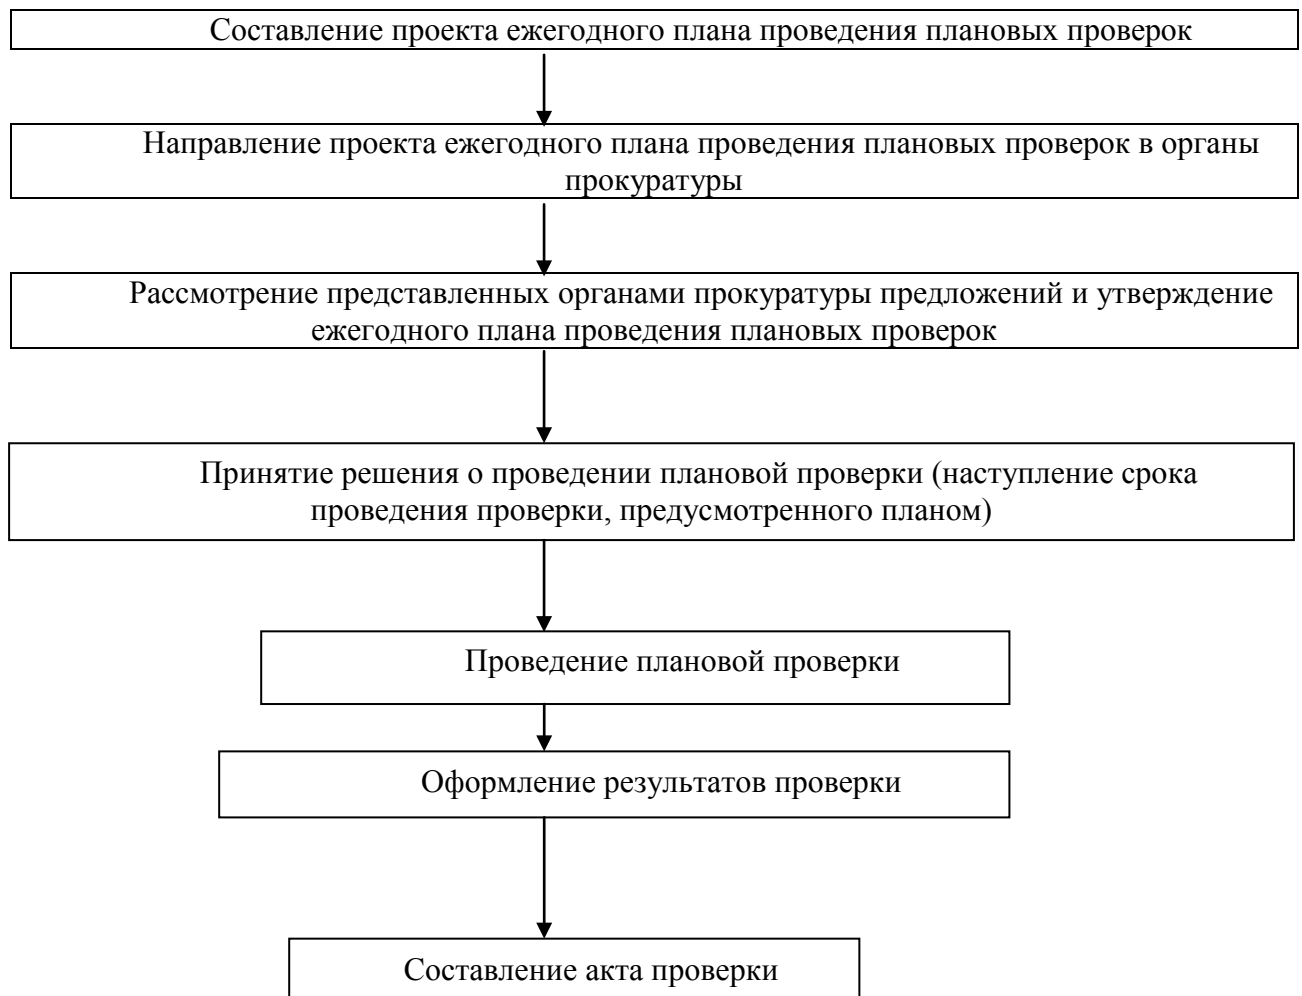 Составление проекта ежегодного плана проведения плановых проверок
Направление проекта ежегодного плана проведения плановых проверок в органы
прокуратуры
Рассмотрение представленных органами прокуратуры предложений и утверждение
ежегодного плана проведения плановых проверок
Принятие решения о проведении плановой проверки (наступление срока
проведения проверки, предусмотренного планом)
Проведение плановой проверки
Оформление результатов проверки
Составление акта проверки